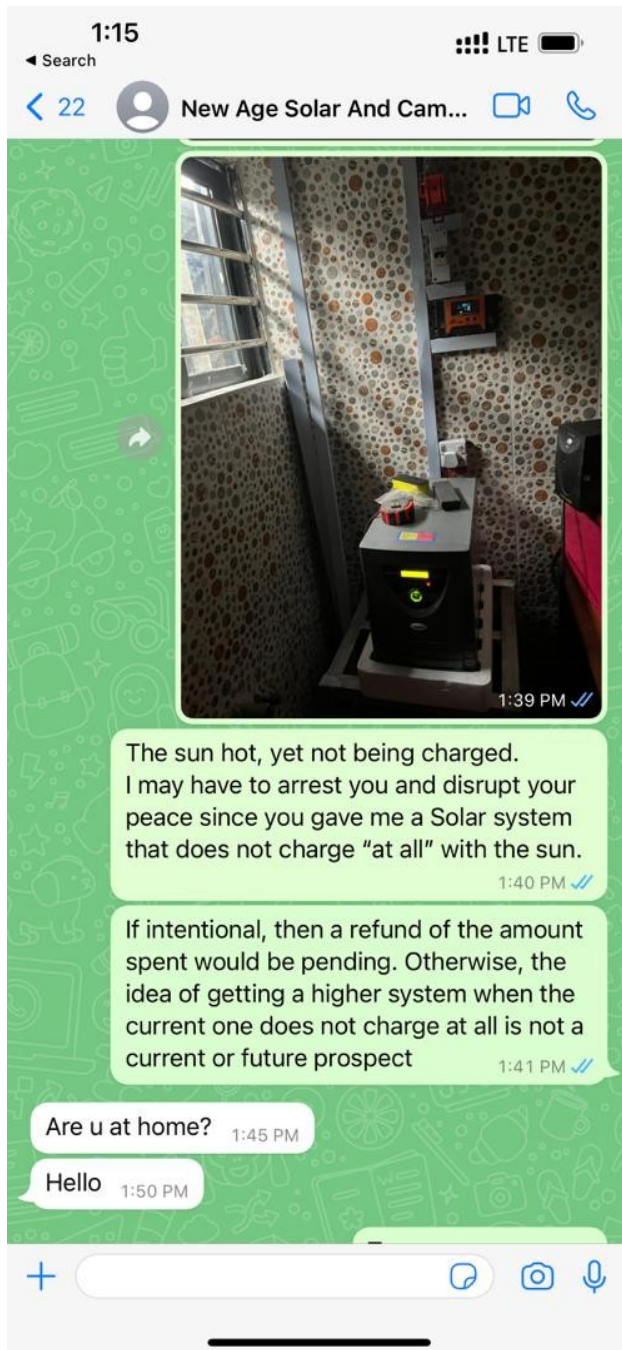 1:15
LTE
◄ Search
22
New Age Solar And Cam...
1:39 PM
The sun hot, yet not being charged.
I may have to arrest you and disrupt your
peace since you gave me a Solar system
that does not charge “at all” with the sun.
1:40 PM
If intentional, then a refund of the amount
spent would be pending. Otherwise, the
idea of getting a higher system when the
current one does not charge at all is not a
current or future prospect
1:41 PM
Are u at home?
1:45 PM
Hello
1:50 PM